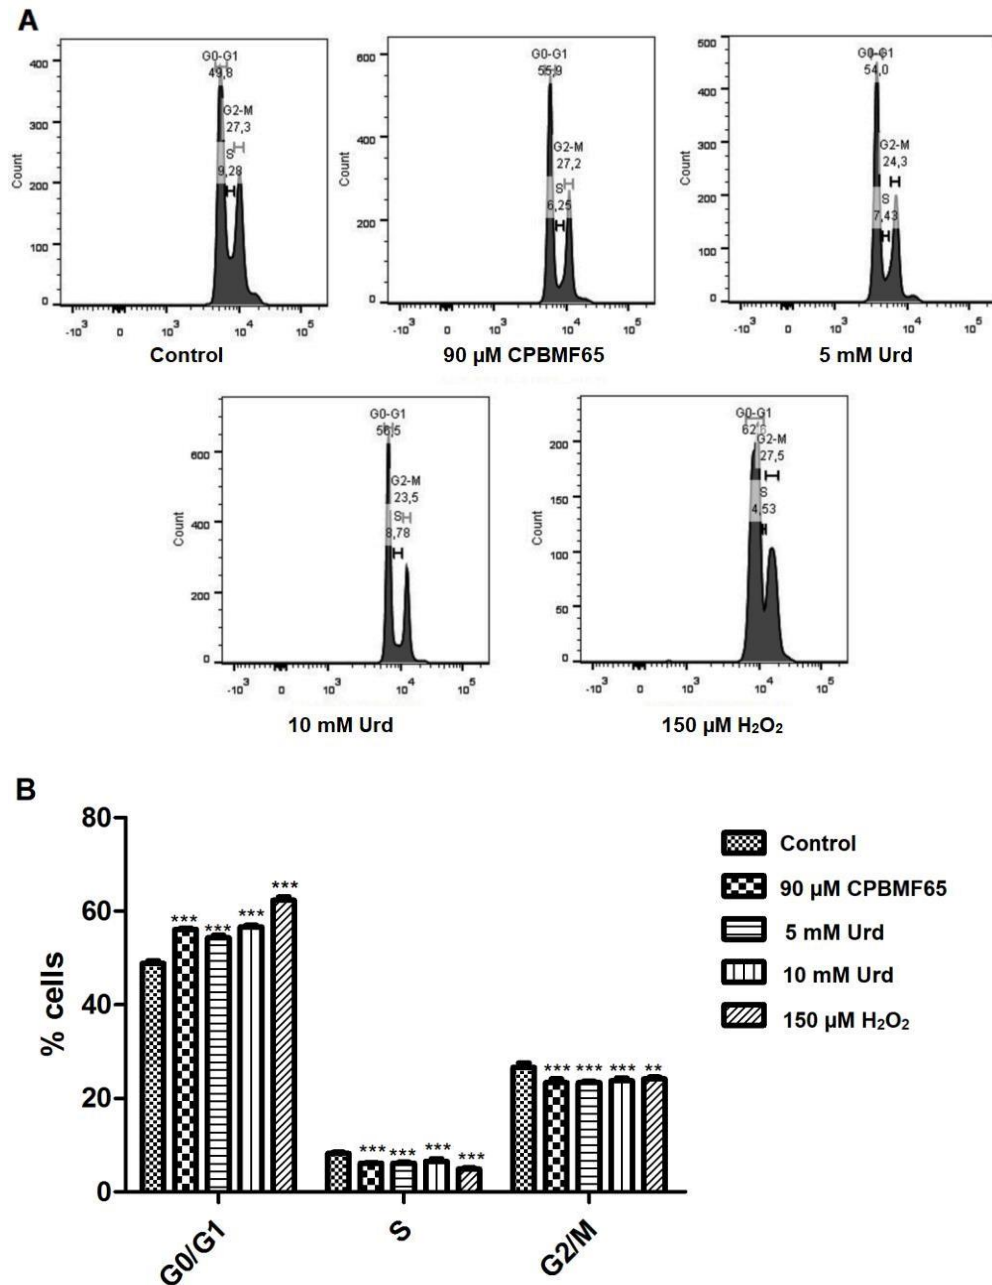 A
G0-G1
49,8
G2-M
27,3
S
9,28
Count
400
300
200
100
0
-10³ 0 10³ 10⁴ 10⁵
Control
G0-G1
55,9
G2-M
27,2
S
6,25
Count
600
400
200
0
-10³ 0 10³ 10⁴ 10⁵
90 µM CPBMF65
G0-G1
54,0
G2-M
24,3
S
7,43
Count
500
400
300
200
100
0
-10³ 0 10³ 10⁴ 10⁵
5 mM Urd
G0-G1
56,5
G2-M
23,5
S
8,78
Count
600
400
200
0
-10³ 0 10³ 10⁴ 10⁵
10 mM Urd
G0-G1
G2-M
27,5
S
4,53
Count
200
150
100
50
0
-10³ 0 10³ 10⁴ 10⁵
150 µM H₂O₂
B
% cells
80
60
40
20
0
*** *** *** ***
*** *** *** ***
*** *** *** **
G0/G1 S G2/M
Control
90 µM CPBMF65
5 mM Urd
10 mM Urd
150 µM H₂O₂